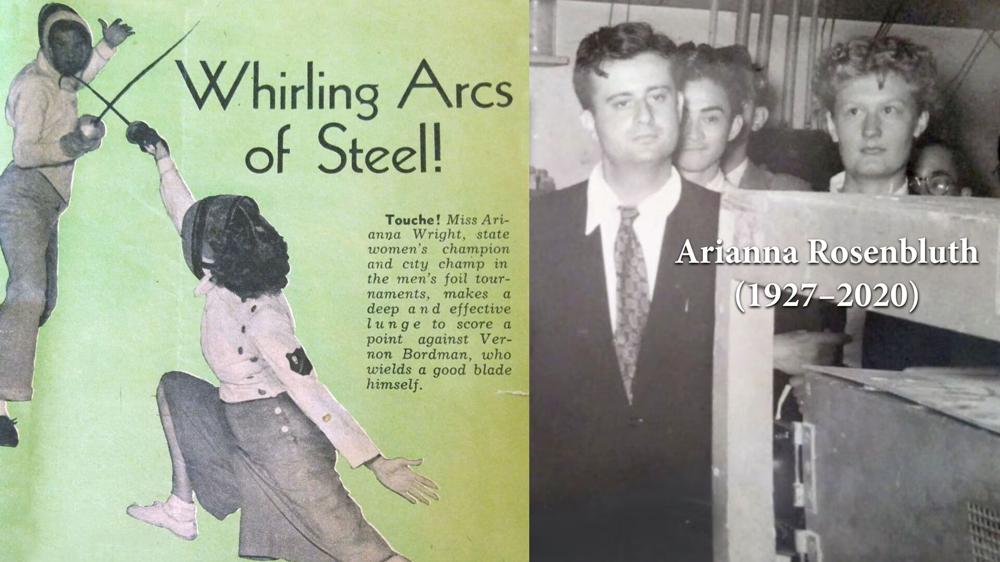 Whirling Arcs
of Steel!
Touche! Miss Ari-
anna Wright, state
women's champion
and city champ in
the men's foil tour-
naments, makes a
deep and effective
lunge to score a
point against Ver-
non Bordman, who
wields a good blade
himself.
Arianna Rosenbluth
(1927–2020)